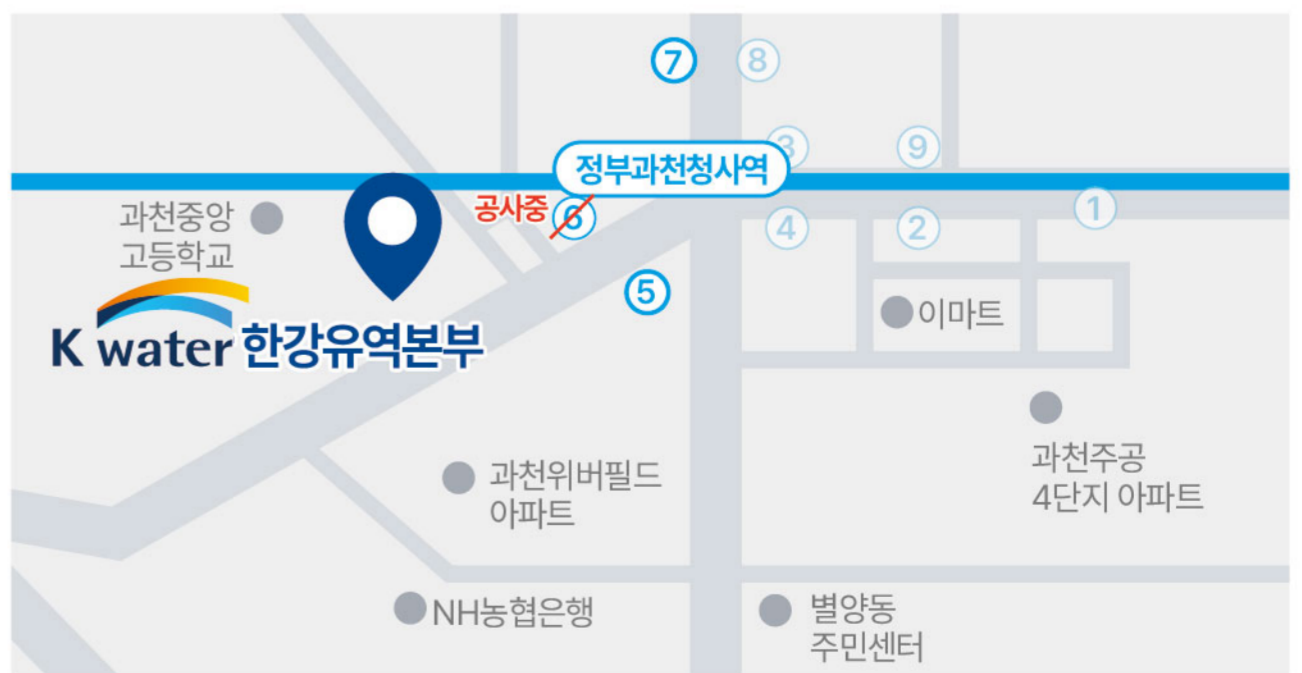 ⑦
⑧
③
⑨
정부과천청사역
공사중
⑥
④
②
①
과천중앙
고등학교
⑤
이마트
K water 한강유역본부
과천주공
4단지 아파트
과천위버필드
아파트
NH농협은행
별양동
주민센터